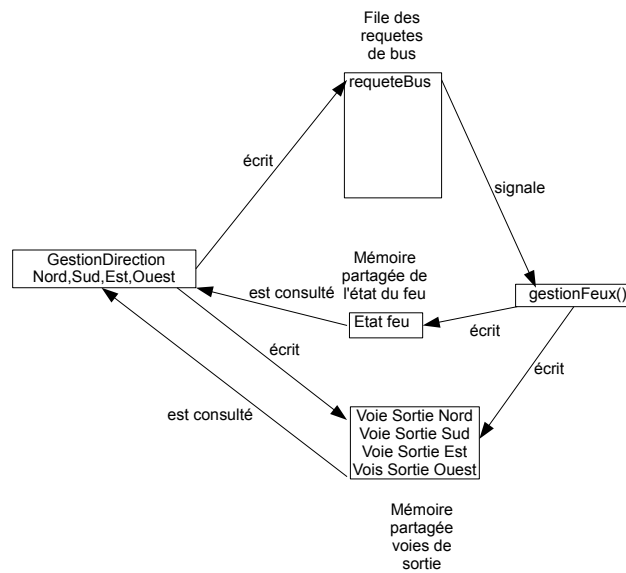 File des
requetes
de bus
requeteBus
écrit
signale
GestionDirection
Nord,Sud,Est,Ouest
Mémoire
partagée de
l'état du feu
est consulté
gestionFeux()
Etat feu
écrit
écrit
écrit
est consulté
Voie Sortie Nord
Voie Sortie Sud
Voie Sortie Est
Vois Sortie Ouest
Mémoire
partagée
voies de
sortie